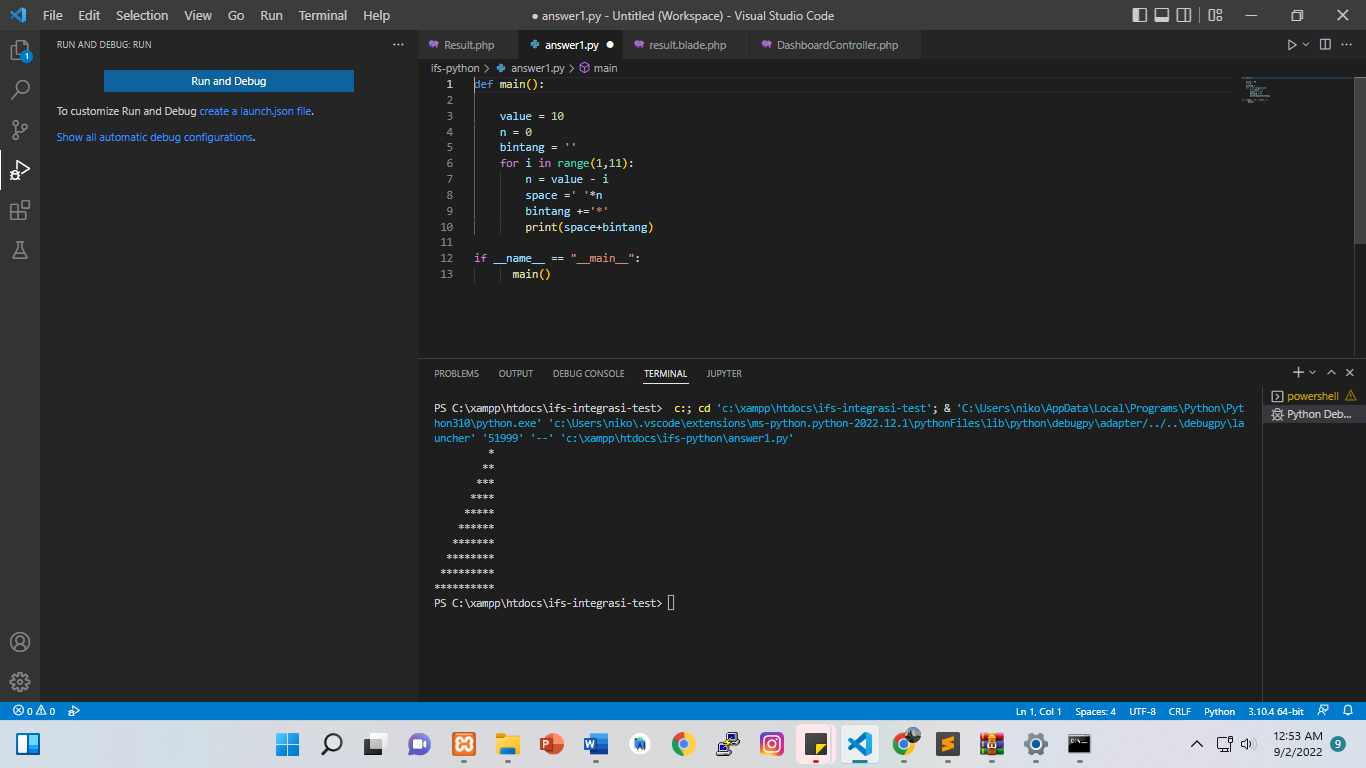 File Edit Selection View Go Run Terminal Help
● answer1.py - Untitled (Workspace) - Visual Studio Code
1
RUN AND DEBUG: RUN ···
Run and Debug
To customize Run and Debug create a launch.json file.
Show all automatic debug configurations.
Result.php answer1.py ● result.blade.php DashboardController.php
ifs-python > answer1.py > main
1 def main():
2
3     value = 10
4     n = 0
5     bintang = ''
6     for i in range(1,11):
7         n = value - i
8         space =' '*n
9         bintang +='*'
10         print(space+bintang)
11
12 if __name__ == "__main__":
13       main()
PROBLEMS OUTPUT DEBUG CONSOLE TERMINAL JUPYTER
powershell
Python Deb...
PS C:\xampp\htdocs\ifs-integrasi-test>  c:; cd 'c:\xampp\htdocs\ifs-integrasi-test'; & 'C:\Users\niko\AppData\Local\Programs\Python\Pyt
hon310\python.exe' 'c:\Users\niko\.vscode\extensions\ms-python.python-2022.12.1\pythonFiles\lib\python\debugpy\adapter/../..\debugpy\la
uncher' '51999' '--' 'c:\xampp\htdocs\ifs-python\answer1.py'
         *
        **
       ***
      ****
     *****
    ******
   *******
  ********
 *********
**********
PS C:\xampp\htdocs\ifs-integrasi-test>
0 0 Ln 1, Col 1 Spaces: 4 UTF-8 CRLF Python 3.10.4 64-bit
12:53 AM
9/2/2022
9